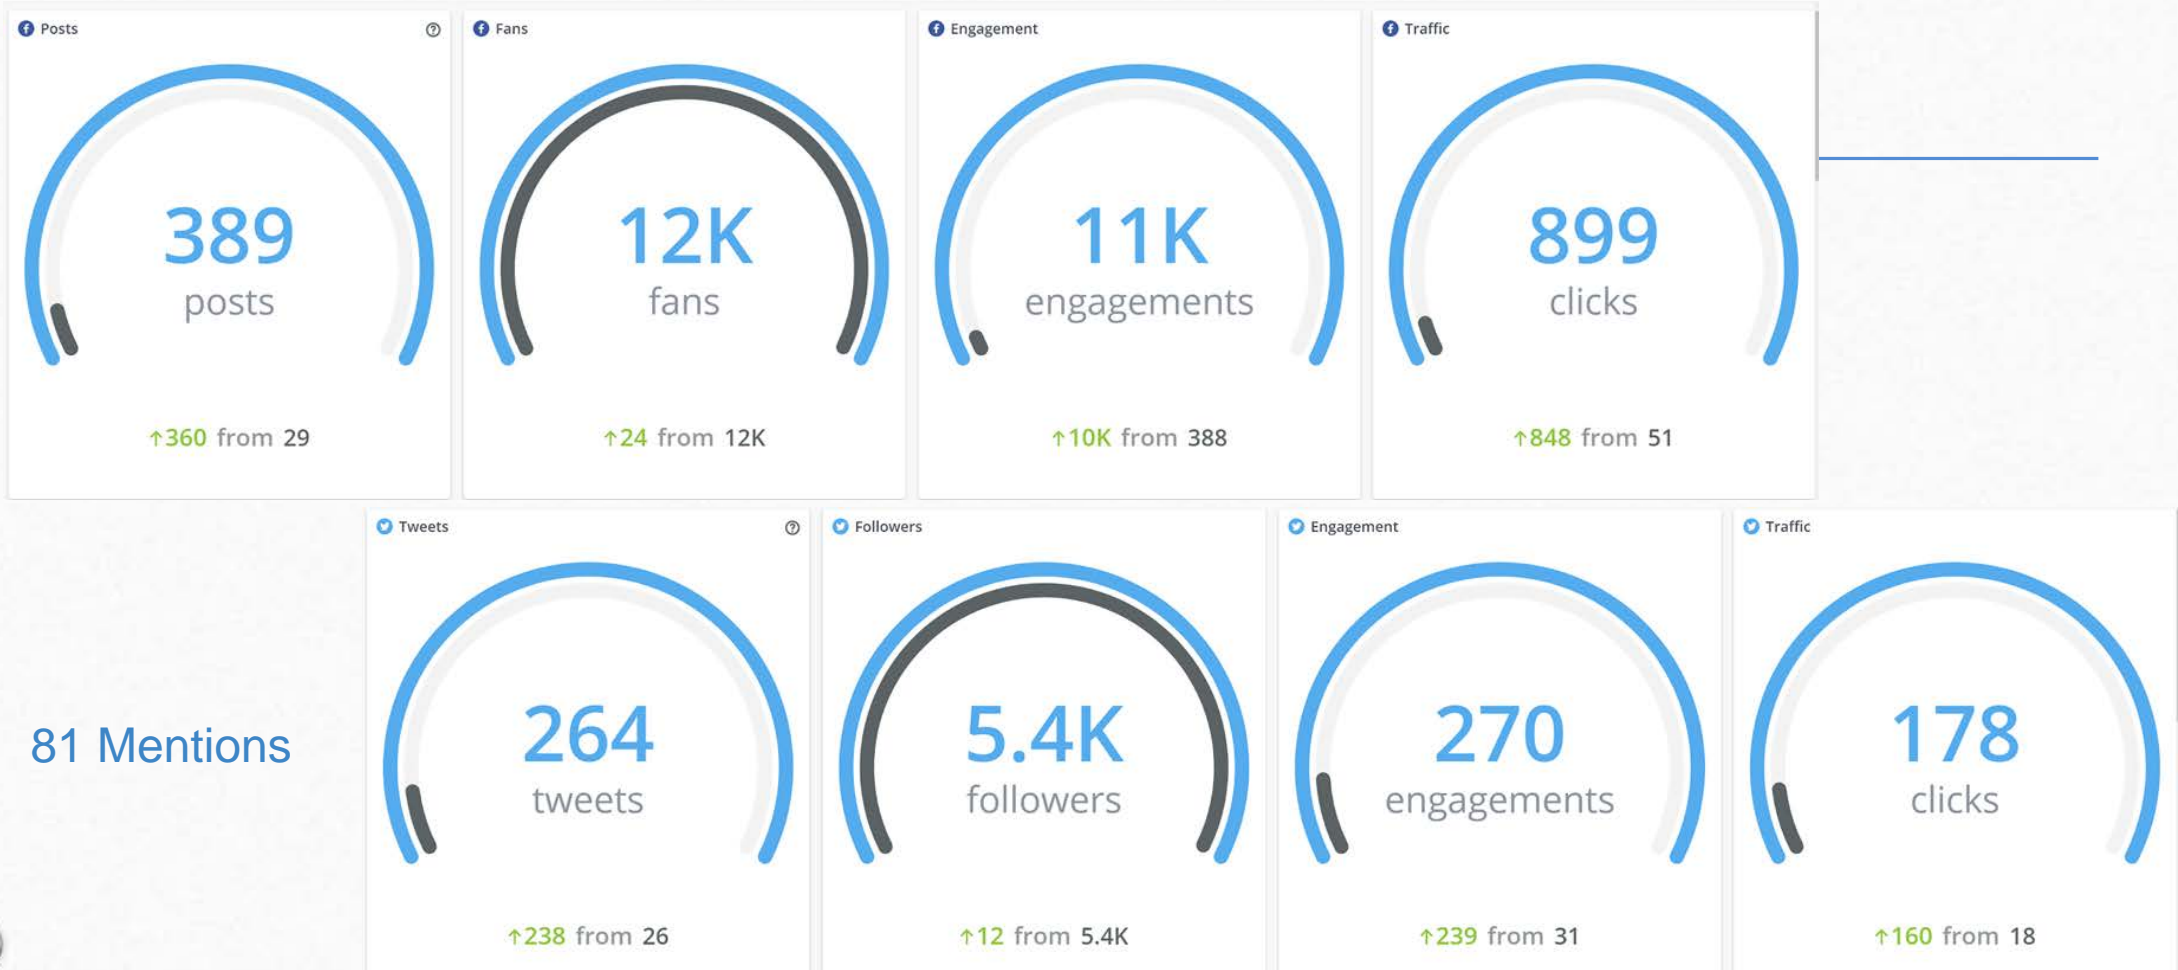 Posts
Fans
Engagement
Traffic
389
posts
12K
fans
11K
engagements
899
clicks
↑360 from 29
↑24 from 12K
↑10K from 388
↑848 from 51
Tweets
Followers
Engagement
Traffic
81 Mentions
264
tweets
5.4K
followers
270
engagements
178
clicks
↑238 from 26
↑12 from 5.4K
↑239 from 31
↑160 from 18